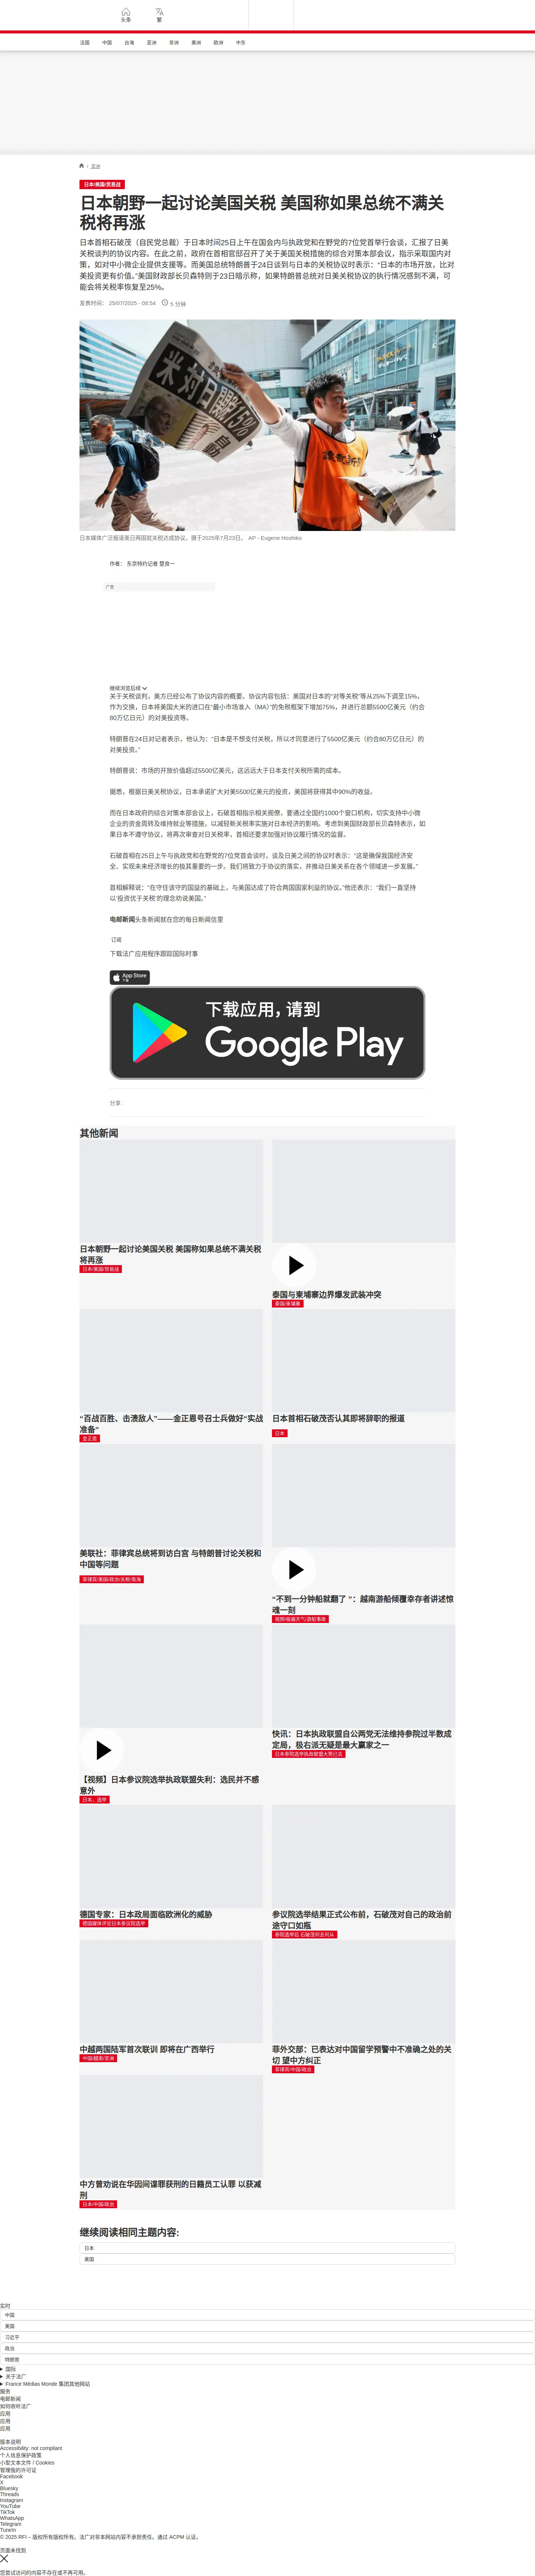 头条
繁
法国
中国
台海
亚洲
非洲
美洲
欧洲
中东
/ 亚洲
日本/美国/贸易战
日本朝野一起讨论美国关税 美国称如果总统不满关
税将再涨
日本首相石破茂（自民党总裁）于日本时间25日上午在国会内与执政党和在野党的7位党首举行会谈，汇报了日美
关税谈判的协议内容。在此之前，政府在首相官邸召开了关于美国关税措施的综合对策本部会议，指示采取国内对
策，如对中小微企业提供支援等。而美国总统特朗普于24日谈到与日本的关税协议时表示：“日本的市场开放，比对
美投资更有价值。”美国财政部长贝森特则于23日暗示称，如果特朗普总统对日美关税协议的执行情况感到不满，可
能会将关税率恢复至25%。
发表时间： 25/07/2025 - 08:54
5 分钟
日本媒体广泛报道美日两国就关税达成协议。摄于2025年7月23日。 AP - Eugene Hoshiko
作者： 东京特约记者 楚良一
广告
继续浏览后续
关于关税谈判，美方已经公布了协议内容的概要。协议内容包括：美国对日本的“对等关税”等从25%下调至15%，
作为交换，日本将美国大米的进口在“最小市场准入（MA）”的免税框架下增加75%，并进行总额5500亿美元（约合
80万亿日元）的对美投资等。
特朗普在24日对记者表示，他认为：“日本是不想支付关税，所以才同意进行了5500亿美元（约合80万亿日元）的
对美投资。”
特朗普说：市场的开放价值超过5500亿美元，这远远大于日本支付关税所需的成本。
据悉，根据日美关税协议，日本承诺扩大对美5500亿美元的投资，美国将获得其中90%的收益。
而在日本政府的综合对策本部会议上，石破首相指示相关阁僚，要通过全国约1000个窗口机构，切实支持中小微
企业的资金周转及维持就业等措施，以减轻新关税率实施对日本经济的影响。考虑到美国财政部长贝森特表示，如
果日本不遵守协议，将再次审查对日关税率，首相还要求加强对协议履行情况的监督。
石破首相在25日上午与执政党和在野党的7位党首会谈时，谈及日美之间的协议时表示：“这是确保我国经济安
全、实现未来经济增长的极其重要的一步。我们将致力于协议的落实，并推动日美关系在各个领域进一步发展。”
首相解释说：“在守住该守的国益的基础上，与美国达成了符合两国国家利益的协议。”他还表示：“我们一直坚持
以‘投资优于关税’的理念劝说美国。”
电邮新闻头条新闻就在您的每日新闻信里
订阅
下载法广应用程序跟踪国际时事
App Store
下载
下载应用，请到
Google Play
分享 :
其他新闻
日本朝野一起讨论美国关税 美国称如果总统不满关税
将再涨
日本/美国/贸易战
泰国与柬埔寨边界爆发武装冲突
泰国/柬埔寨
“百战百胜、击溃敌人”——金正恩号召士兵做好“实战
准备”
金正恩
日本首相石破茂否认其即将辞职的报道
日本
美联社：菲律宾总统将到访白宫 与特朗普讨论关税和
中国等问题
菲律宾/美国/政治/关税/南海
“不到一分钟船就翻了 ”：越南游船倾覆幸存者讲述惊
魂一刻
视频/极端天气/游船事故
【视频】日本参议院选举执政联盟失利：选民并不感
意外
日本，选举
快讯：日本执政联盟自公两党无法维持参院过半数成
定局，极右派无疑是最大赢家之一
日本参院选举执政联盟大势已去
德国专家：日本政局面临欧洲化的威胁
德国媒体评论日本参议院选举
参议院选举结果正式公布前，石破茂对自己的政治前
途守口如瓶
参院选举后 石破茂何去何从
中越两国陆军首次联训 即将在广西举行
中国/越南/亚洲
菲外交部：已表达对中国留学预警中不准确之处的关
切 望中方纠正
菲律宾/中国/政治
中方曾劝说在华因间谍罪获刑的日籍员工认罪 以获减
刑
日本/中国/政治
继续阅读相同主题内容:
日本
美国
实时
中国
美国
习近平
政治
特朗普
国际
关于法广
France Médias Monde 集团其他网站
服务
电邮新闻
如何收听法广
应用
应用
应用
版本说明
Accessibility: not compliant
个人信息保护政策
小型文本文件 / Cookies
管理我的许可证
Facebook
X
Bluesky
Threads
Instagram
YouTube
TikTok
WhatsApp
Telegram
TuneIn
© 2025 RFI – 版权所有版权所有。法广对非本网站内容不承担责任。通过 ACPM 认证。
页面未找到
您尝试访问的内容不存在或不再可用。